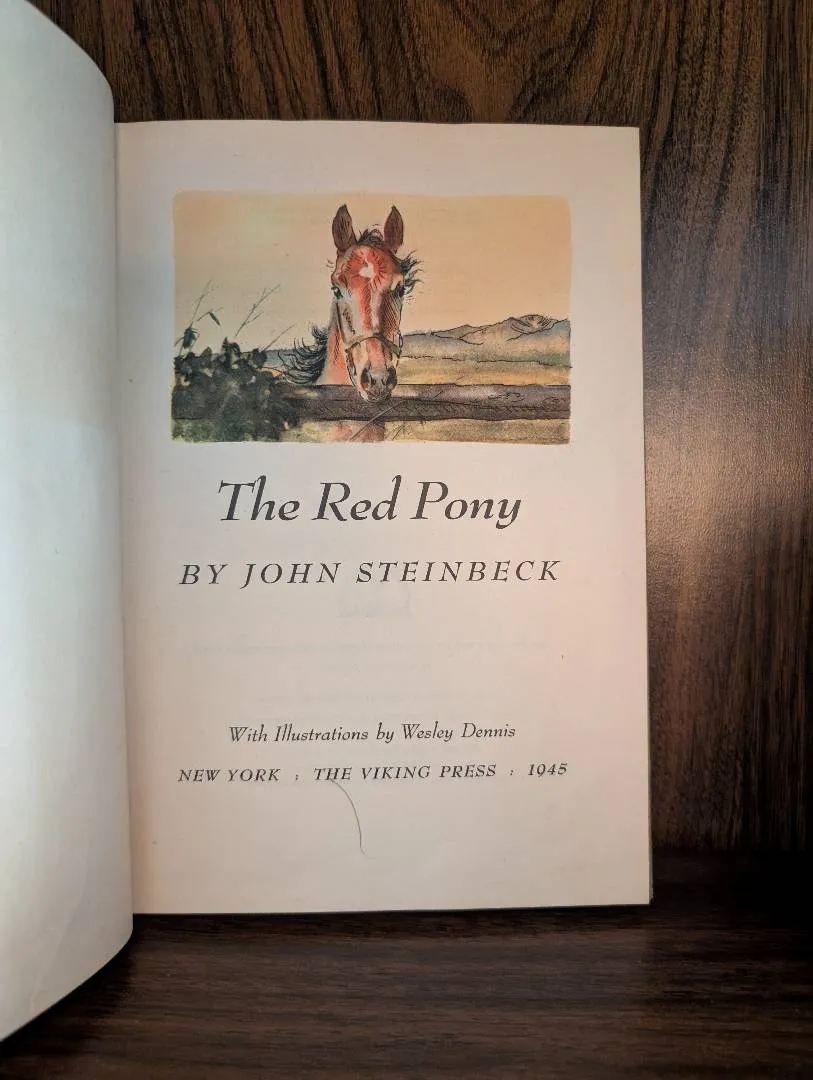 The Red Pony
BY JOHN STEINBECK
With Illustrations by Wesley Dennis
NEW YORK : THE VIKING PRESS : 1945